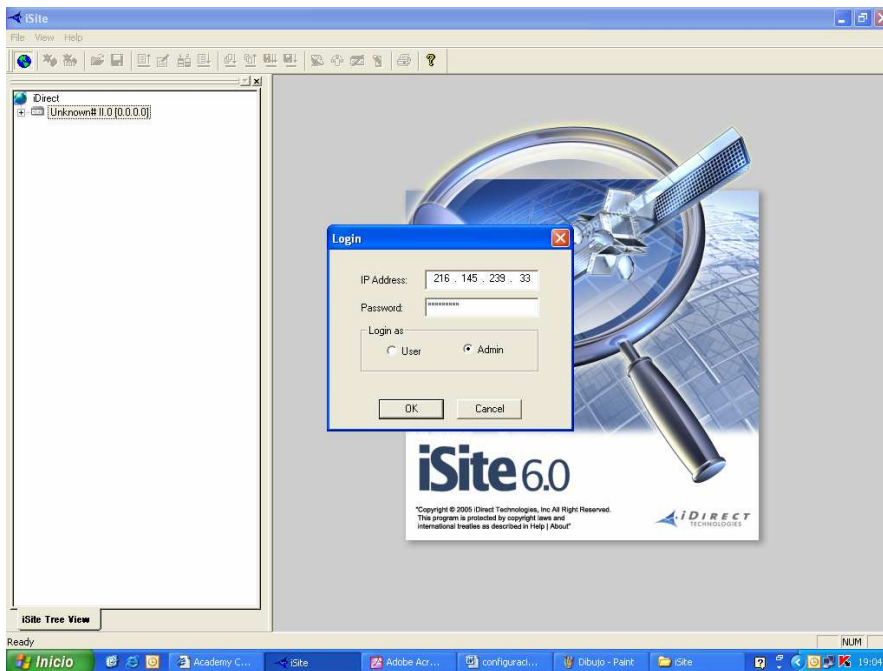 iSite
File View Help
iDirect
Unknown# II.0 [0.0.0.0]
Login
IP Address: 216 . 145 . 239 . 33
Password: *********
Login as
User
Admin
OK
Cancel
iSite 6.0
"Copyright © 2005 iDirect Technologies, Inc All Right Reserved.
This program is protected by copyright laws and
international treaties as described in Help | About"
iDIRECT
TECHNOLOGIES
iSite Tree View
Ready
NUM
Inicio
Academy C...
iSite
Adobe Acr...
configuraci...
Dibujo - Paint
iSite
19:04